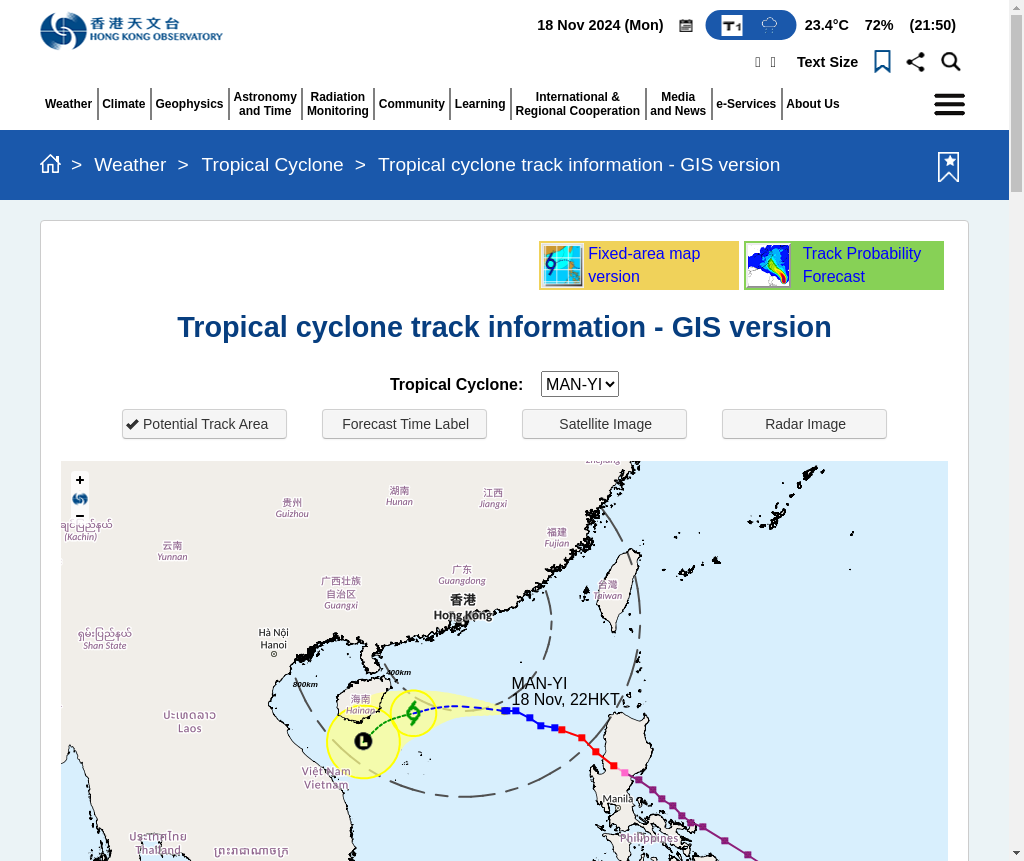 香港天文台
HONG KONG OBSERVATORY
18 Nov 2024 (Mon)
T1
23.4°C 72% (21:50)
Text Size
Weather
Climate
Geophysics
Astronomy
and Time
Radiation
Monitoring
Community
Learning
International &
Regional Cooperation
Media
and News
e-Services
About Us
> Weather > Tropical Cyclone > Tropical cyclone track information - GIS version
Fixed-area map
version
Track Probability
Forecast
Tropical cyclone track information - GIS version
Tropical Cyclone: MAN-YI
Potential Track Area
Forecast Time Label
Satellite Image
Radar Image
+
−
Zhejiang
湖南
Hunan
江西
Jiangxi
贵州
Guizhou
(Kachin)
福建
Fujian
云南
Yunnan
广东
Guangdong
广西壮族
自治区
Guangxi
台灣
Taiwan
香港
Hong Kong
ရှမ်းပြည်နယ်
Shan State
Hà Nội
Hanoi
400km
800km
MAN-YI
18 Nov, 22HKT
海南
Hainan
ປະເທດລາວ
Laos
L
Việt Nam
Vietnam
Manila
ประเทศไทย
Thailand
Philippines
ព្រះរាជាណាចក្រ